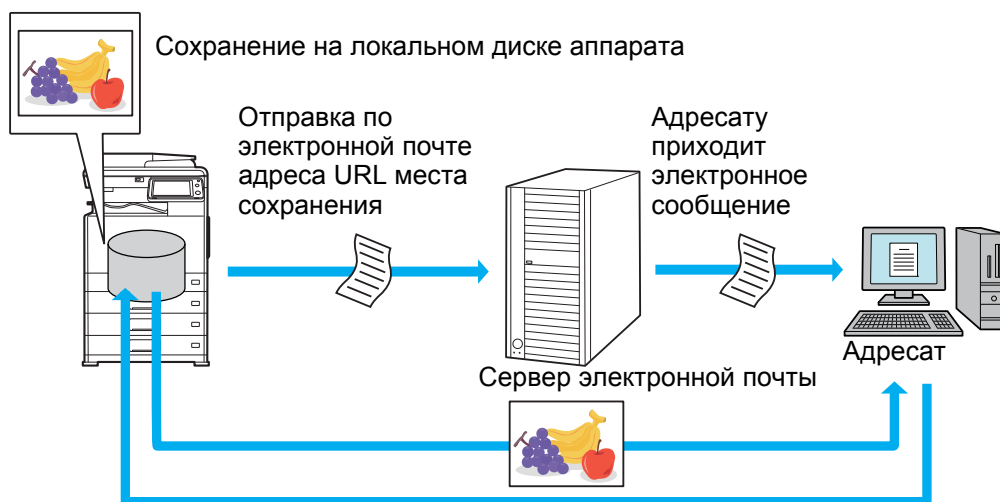 Сохранение на локальном диске аппарата
Отправка по
электронной почте
адреса URL места
сохранения
Адресату
приходит
электронное
сообщение
Адресат
Сервер электронной почты